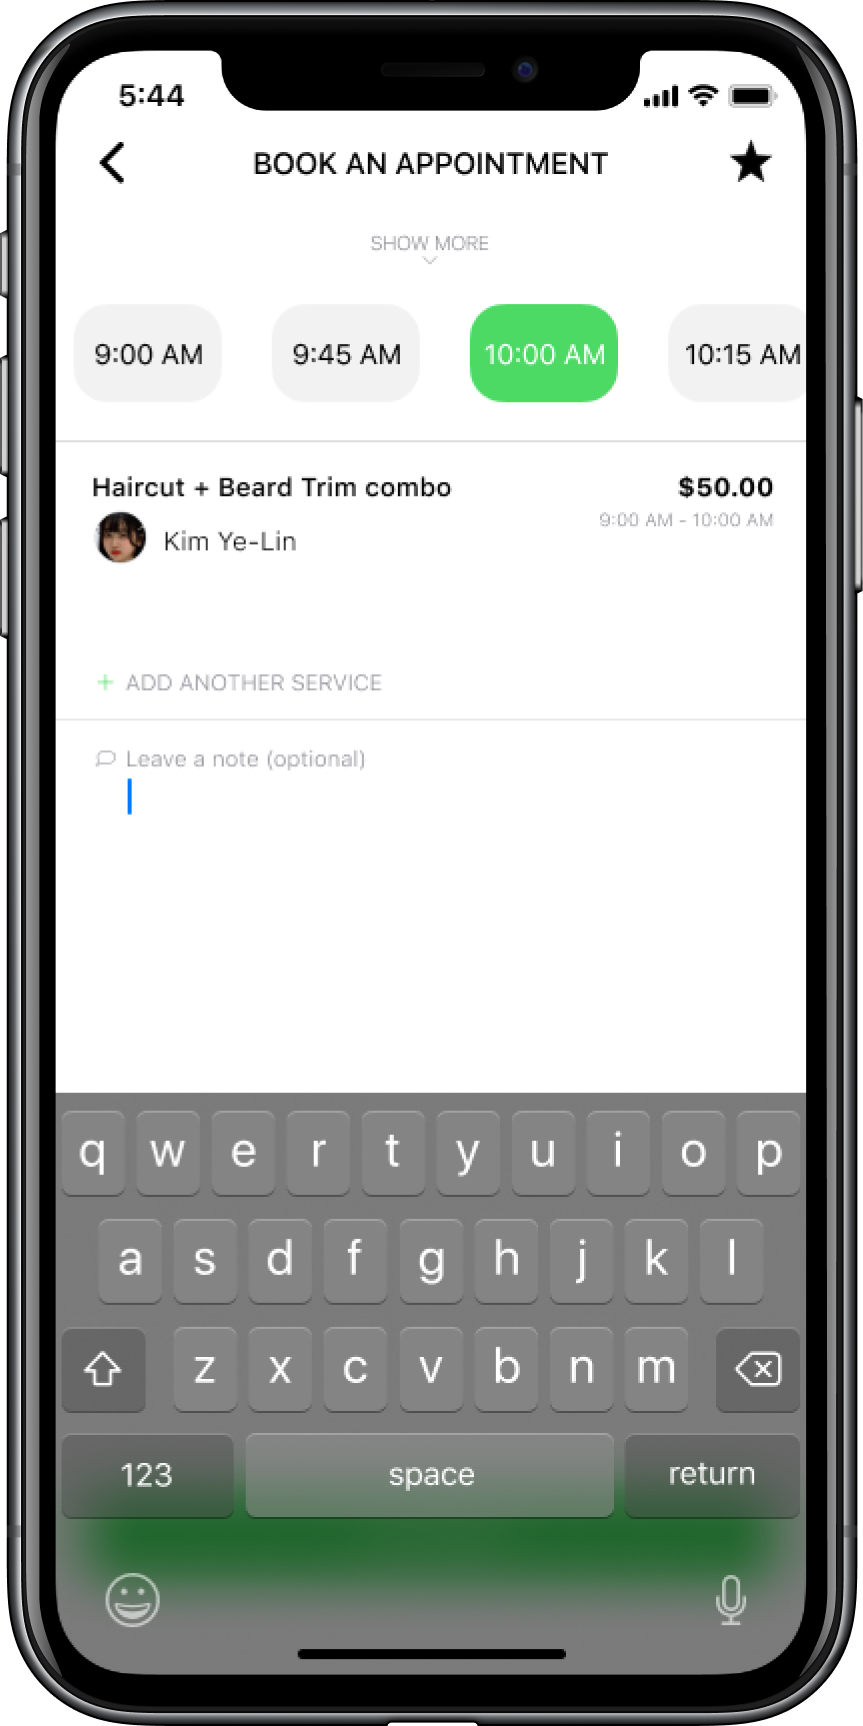 5:44
BOOK AN APPOINTMENT
SHOW MORE
9:00 AM 9:45 AM 10:00 AM 10:15 AM
Haircut + Beard Trim combo $50.00
9:00 AM - 10:00 AM
Kim Ye-Lin
+ ADD ANOTHER SERVICE
Leave a note (optional)
q w e r t y u i o p
a s d f g h j k l
z x c v b n m
123 space return